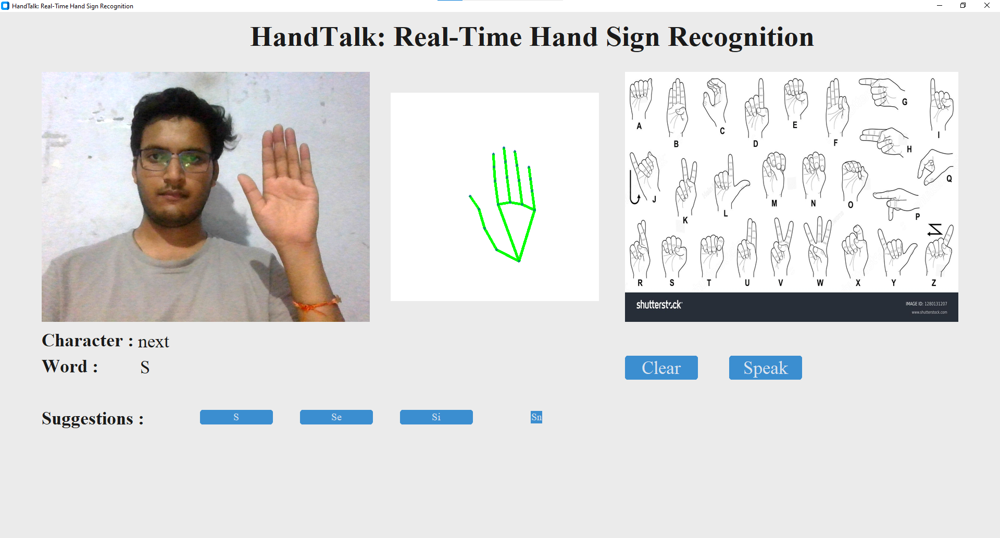 HandTalk: Real-Time Hand Sign Recognition
HandTalk: Real-Time Hand Sign Recognition
A
B
C
D
E
F
G
H
I
J
K
L
M
N
O
P
Q
R
S
T
U
V
W
X
Y
Z
shutterstock
IMAGE ID: 1280131207
www.shutterstock.com
Character : next
Word : S
Clear
Speak
Suggestions : S Se Si Sn